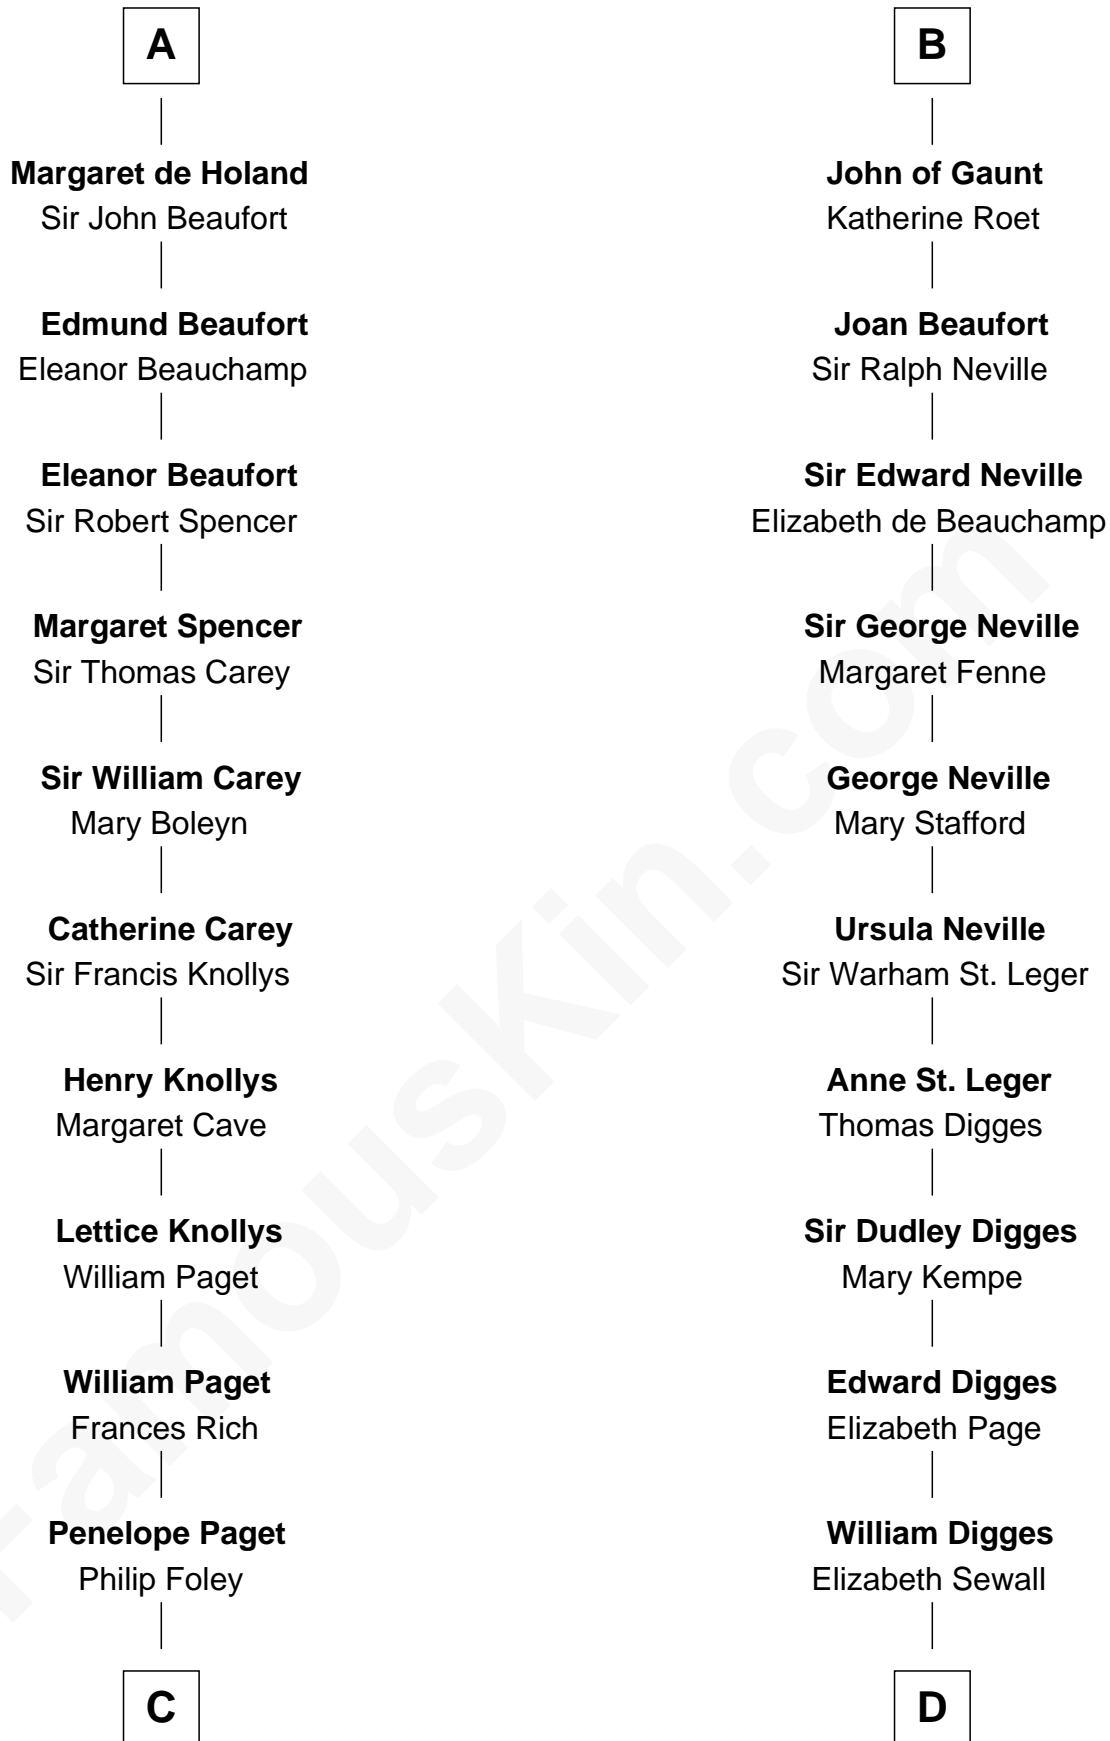 A
Margaret de Holand
Sir John Beaufort
Edmund Beaufort
Eleanor Beauchamp
Eleanor Beaufort
Sir Robert Spencer
Margaret Spencer
Sir Thomas Carey
Sir William Carey
Mary Boleyn
Catherine Carey
Sir Francis Knollys
Henry Knollys
Margaret Cave
Lettice Knollys
William Paget
William Paget
Frances Rich
Penelope Paget
Philip Foley
C
B
John of Gaunt
Katherine Roet
Joan Beaufort
Sir Ralph Neville
Sir Edward Neville
Elizabeth de Beauchamp
Sir George Neville
Margaret Fenne
George Neville
Mary Stafford
Ursula Neville
Sir Warham St. Leger
Anne St. Leger
Thomas Digges
Sir Dudley Digges
Mary Kempe
Edward Digges
Elizabeth Page
William Digges
Elizabeth Sewall
D
FamousKin.com